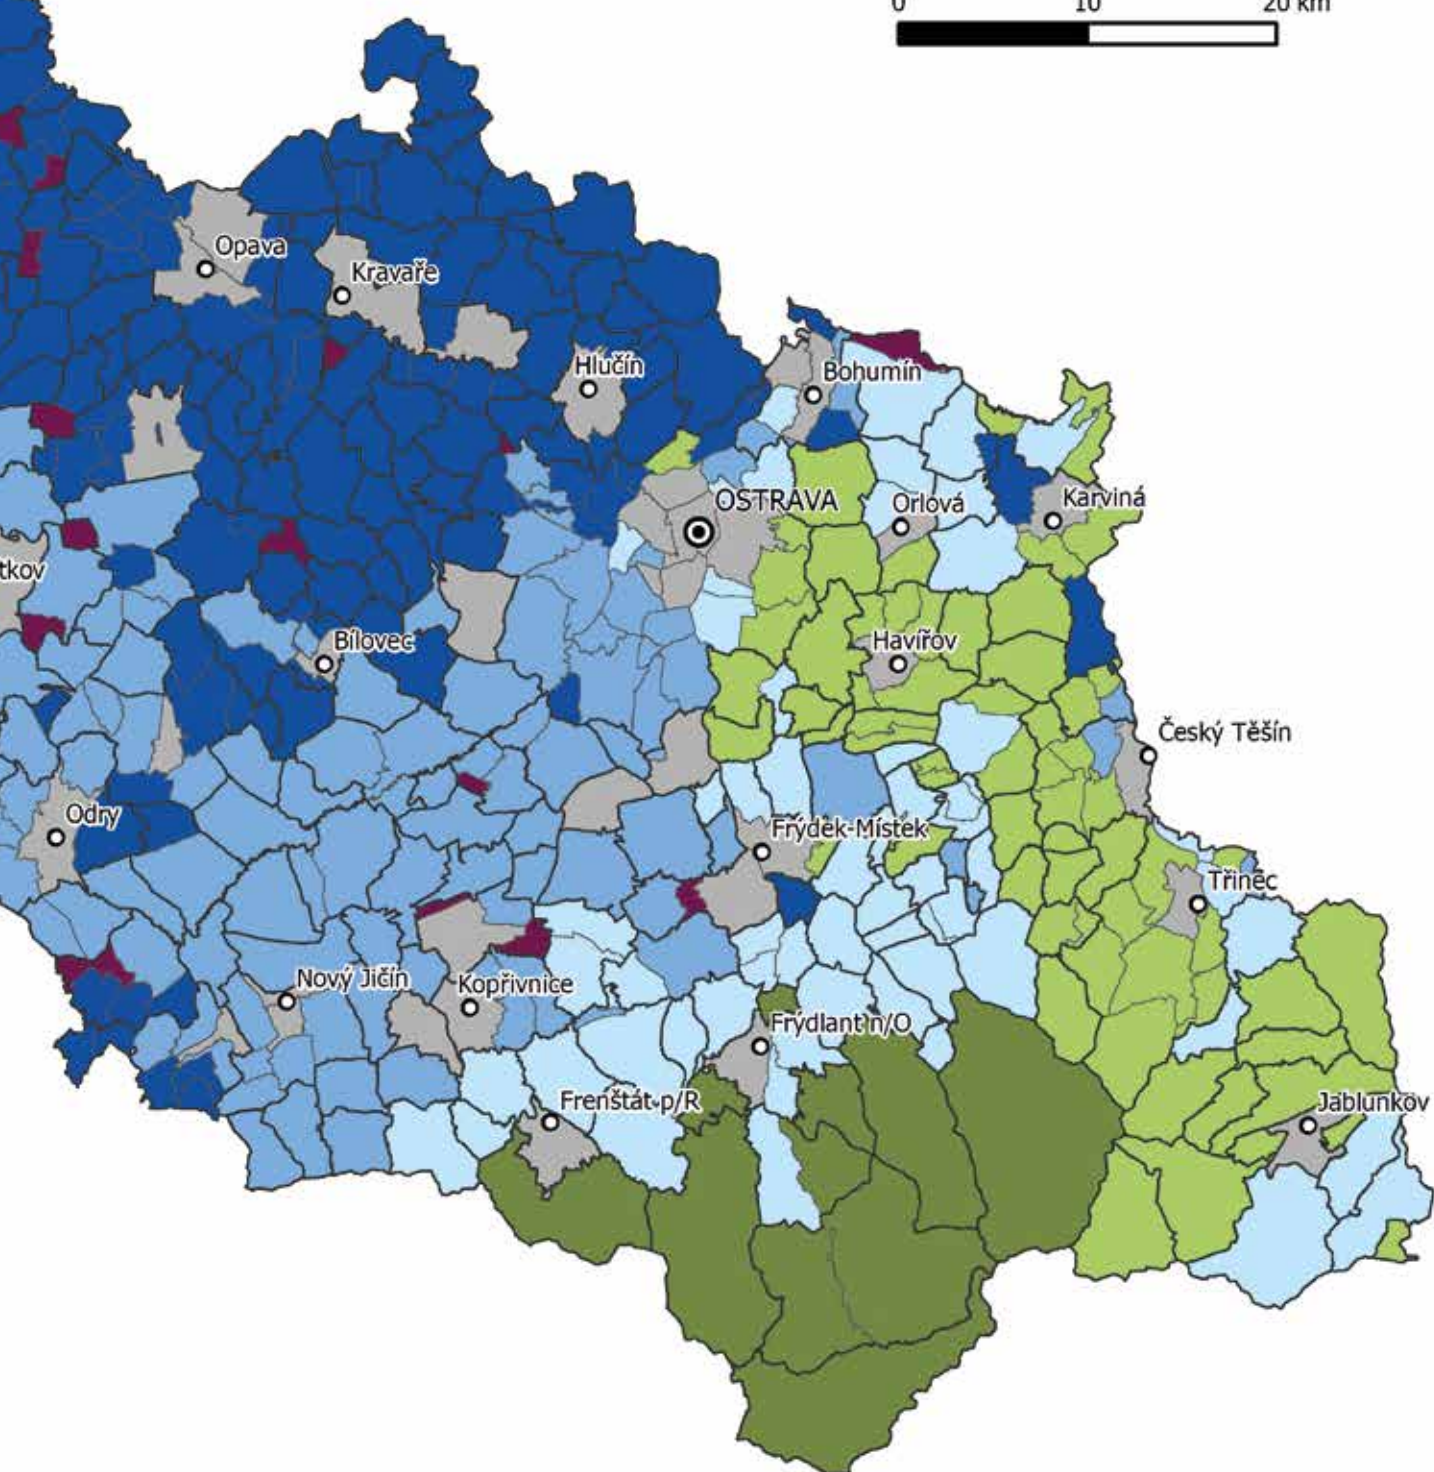 0 10 20 km
Opava
Kravaře
Hlučín
Bohumín
OSTRAVA
Orlová
Karviná
tkov
Bílovec
Havířov
Český Těšín
Odry
Frýdek-Místek
Třinec
Nový Jičín
Kopřivnice
Frýdlant n/O
Frenštát p/R
Jablunkov